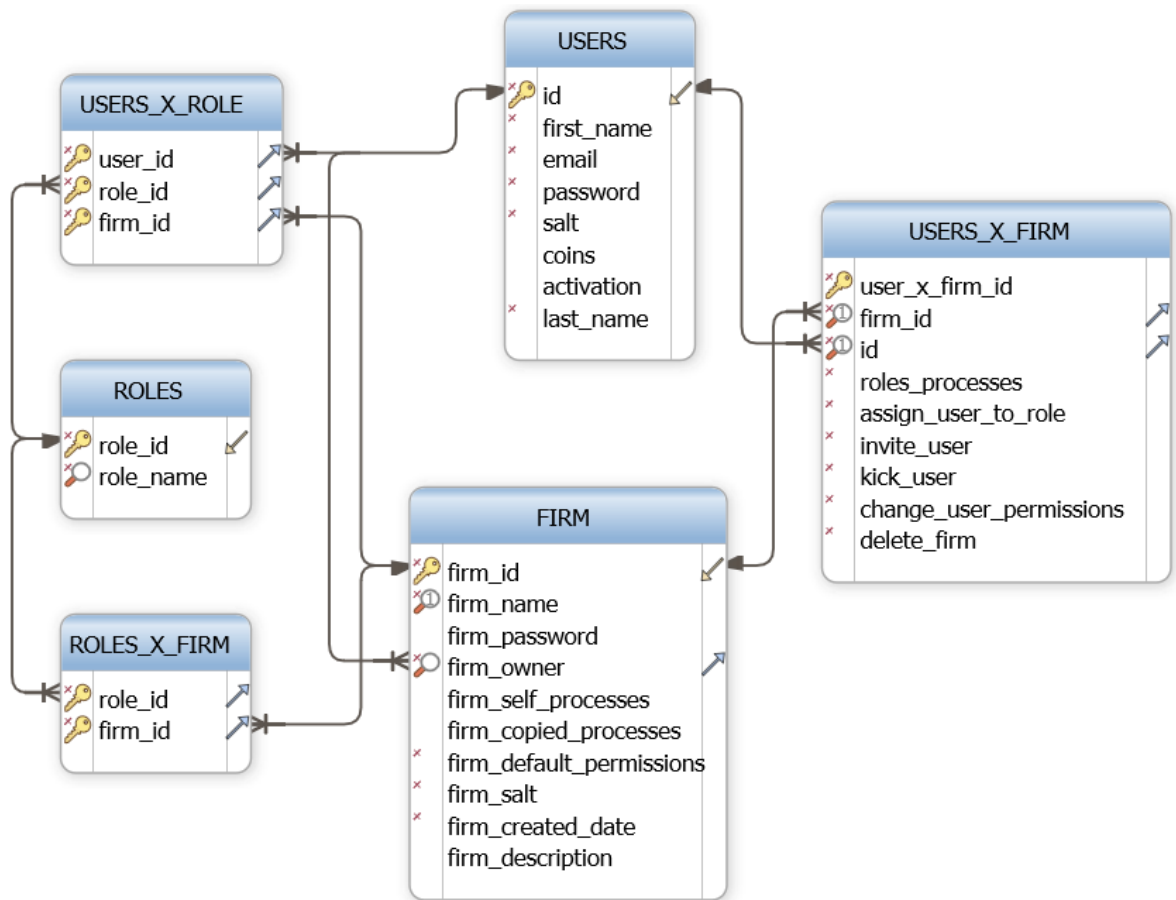 USERS
id
first_name
email
password
salt
coins
activation
last_name
USERS_X_ROLE
user_id
role_id
firm_id
USERS_X_FIRM
user_x_firm_id
firm_id
id
roles_processes
assign_user_to_role
invite_user
kick_user
change_user_permissions
delete_firm
ROLES
role_id
role_name
FIRM
firm_id
firm_name
firm_password
firm_owner
firm_self_processes
firm_copied_processes
firm_default_permissions
firm_salt
firm_created_date
firm_description
ROLES_X_FIRM
role_id
firm_id